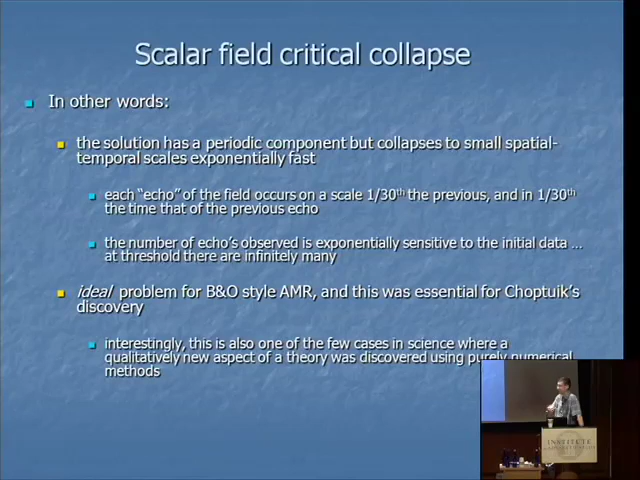 Scalar field critical collapse
In other words:
the solution has a periodic component but collapses to small spatial-
temporal scales exponentially fast
each “echo” of the field occurs on a scale 1/30th the previous, and in 1/30th
the time that of the previous echo
the number of echo’s observed is exponentially sensitive to the initial data …
at threshold there are infinitely many
ideal problem for B&O style AMR, and this was essential for Choptuik’s
discovery
interestingly, this is also one of the few cases in science where a
qualitatively new aspect of a theory was discovered using purely numerical
methods
INSTITUTE